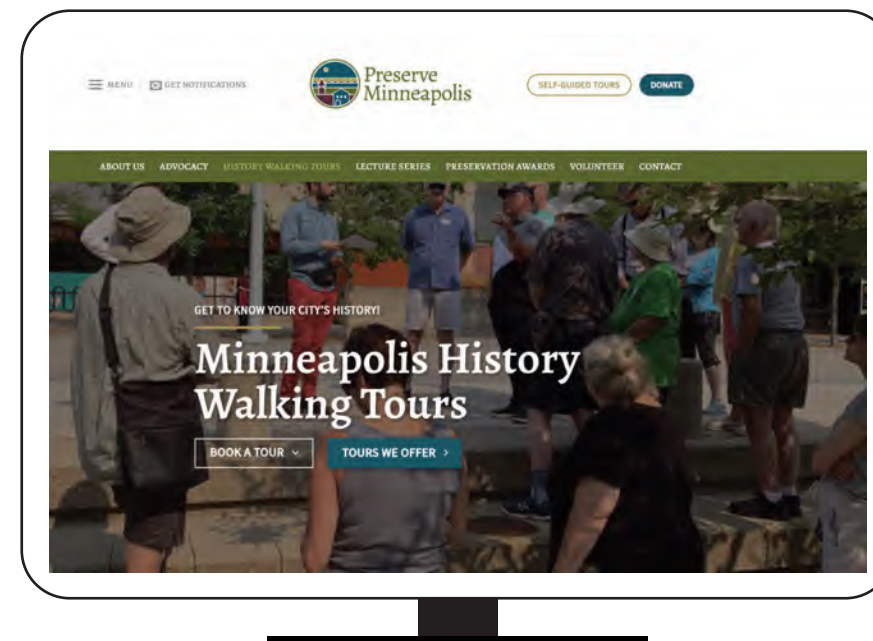 MENU
GET NOTIFICATIONS
Preserve
Minneapolis
SELF-GUIDED TOURS
DONATE
ABOUT US ADVOCACY HISTORY WALKING TOURS LECTURE SERIES PRESERVATION AWARDS VOLUNTEER CONTACT
GET TO KNOW YOUR CITY'S HISTORY!
Minneapolis History
Walking Tours
BOOK A TOUR
TOURS WE OFFER